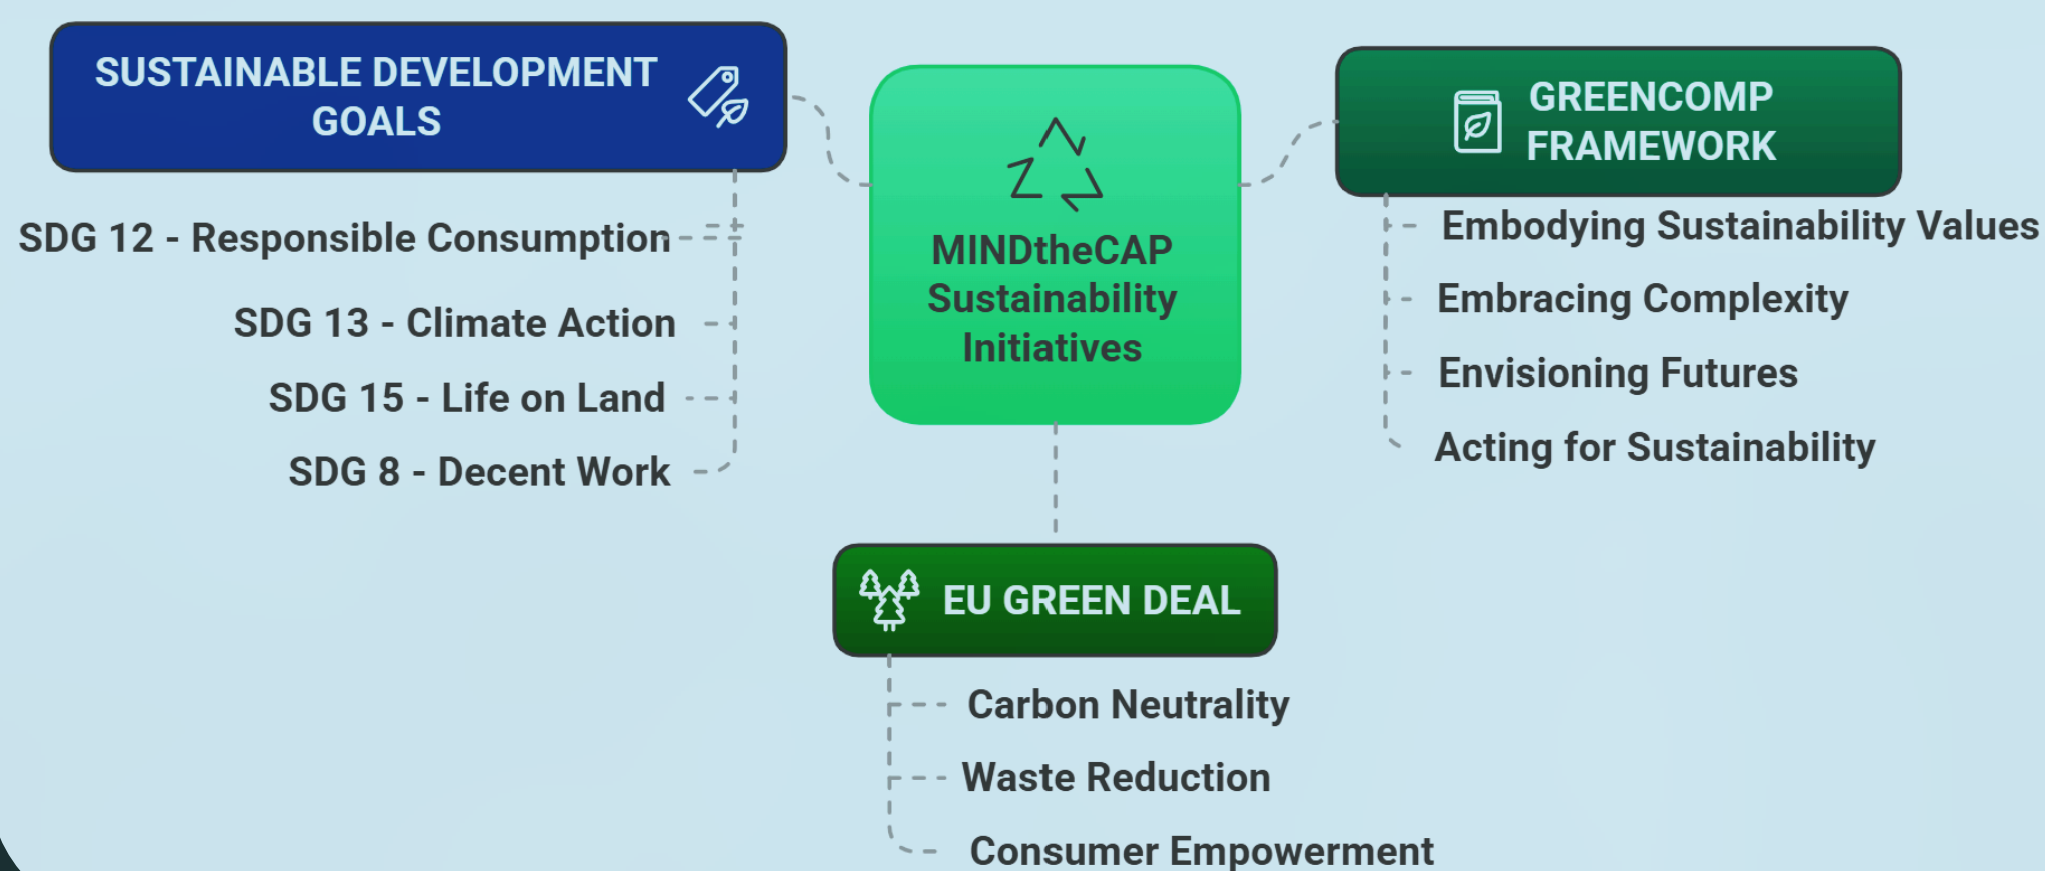 SUSTAINABLE DEVELOPMENT
GOALS
SDG 12 - Responsible Consumption
SDG 13 - Climate Action
SDG 15 - Life on Land
SDG 8 - Decent Work
MINDtheCAP
Sustainability
Initiatives
GREENCOMP
FRAMEWORK
Embodying Sustainability Values
Embracing Complexity
Envisioning Futures
Acting for Sustainability
EU GREEN DEAL
Carbon Neutrality
Waste Reduction
Consumer Empowerment